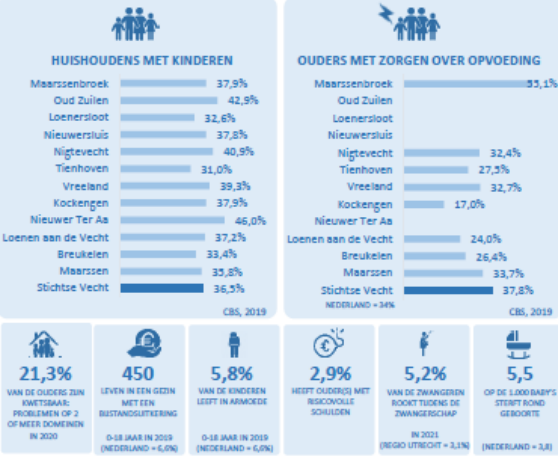 HUISHOUDENS MET KINDEREN
Maarssenbroek 37,9%
Oud Zuilen 42,9%
Loenersloot 32,6%
Nieuwersluis 37,8%
Nigtevecht 40,9%
Tienhoven 31,0%
Vreeland 39,3%
Kockengen 37,9%
Nieuwer Ter Aa 46,0%
Loenen aan de Vecht 37,2%
Breukelen 33,4%
Maarssen 35,8%
Stichtse Vecht 36,5%
CBS, 2019
OUDERS MET ZORGEN OVER OPVOEDING
Maarssenbroek 55,1%
Oud Zuilen
Loenersloot
Nieuwersluis
Nigtevecht 32,4%
Tienhoven 27,5%
Vreeland 32,7%
Kockengen 17,0%
Nieuwer Ter Aa
Loenen aan de Vecht 24,0%
Breukelen 26,4%
Maarssen 33,7%
Stichtse Vecht 37,8%
NEDERLAND = 34%
CBS, 2019
21,3%
VAN DE OUDERS ZIJN
KWETSBAAR:
PROBLEMEN OP 2
OF MEER DOMEINEN
IN 2020
450
LEVEN IN EEN GEZIN
MET EEN
BIJSTANDSUITKERING
0-18 JAAR IN 2019
(NEDERLAND = 6,6%)
5,8%
VAN DE KINDEREN
LEEFT IN ARMOEDE
0-18 JAAR IN 2019
(NEDERLAND = 6,6%)
2,9%
HEEFT OUDER(S) MET
RISICOVOLLE
SCHULDEN
5,2%
VAN DE ZWANGEREN
ROOKT TIJDENS DE
ZWANGERSCHAP
IN 2021
(REGIO UTRECHT = 3,1%)
5,5
OP DE 1.000 BABY'S
STERFT ROND
GEBOORTE
(NEDERLAND = 3,8)